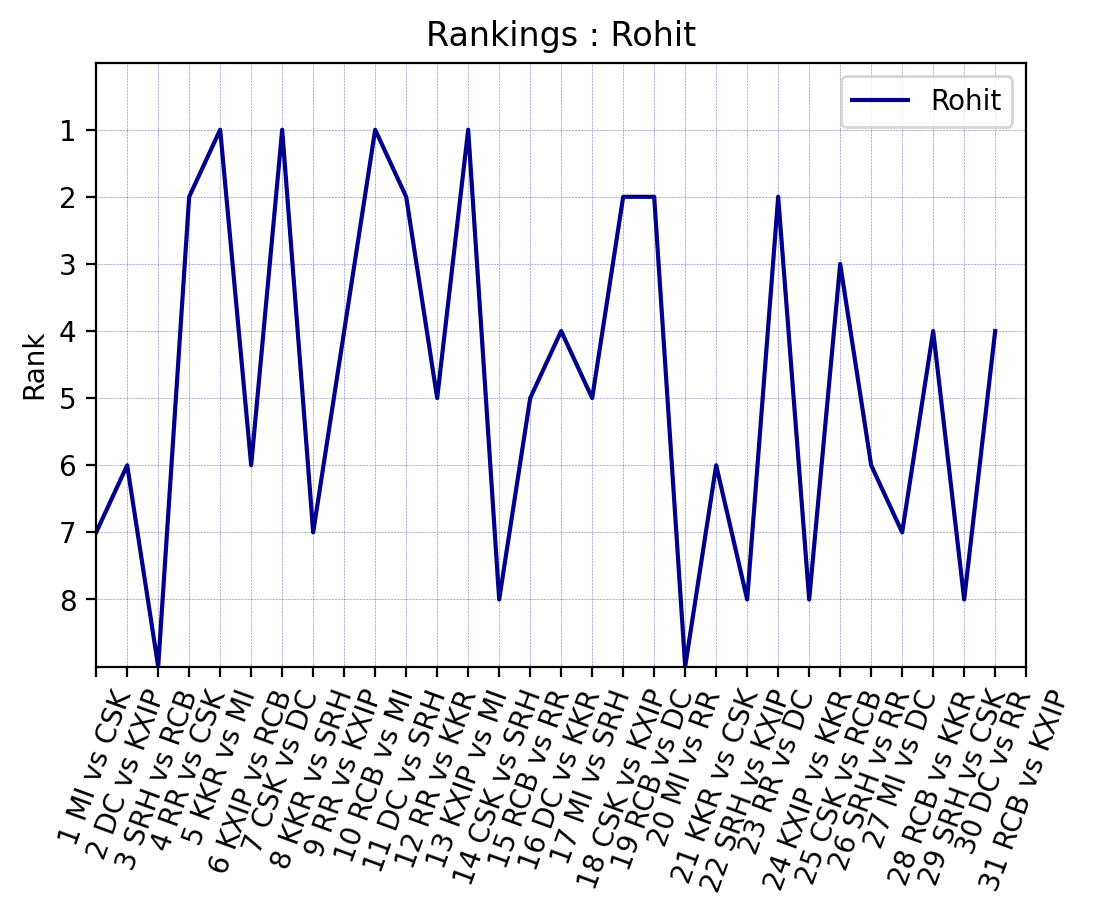 Rankings : Rohit
Rohit
Rank
1
2
3
4
5
6
7
8
1 MI vs CSK
2 DC vs KXIP
3 SRH vs RCB
4 RR vs CSK
5 KKR vs MI
6 KXIP vs RCB
7 CSK vs DC
8 KKR vs SRH
9 RR vs KXIP
10 RCB vs MI
11 DC vs SRH
12 RR vs KKR
13 KXIP vs MI
14 CSK vs SRH
15 RCB vs RR
16 DC vs KKR
17 MI vs SRH
18 CSK vs KXIP
19 RCB vs DC
20 MI vs RR
21 KKR vs CSK
22 SRH vs KXIP
23 RR vs DC
24 KXIP vs KKR
25 CSK vs RCB
26 SRH vs RR
27 MI vs DC
28 RCB vs KKR
29 SRH vs CSK
30 DC vs RR
31 RCB vs KXIP